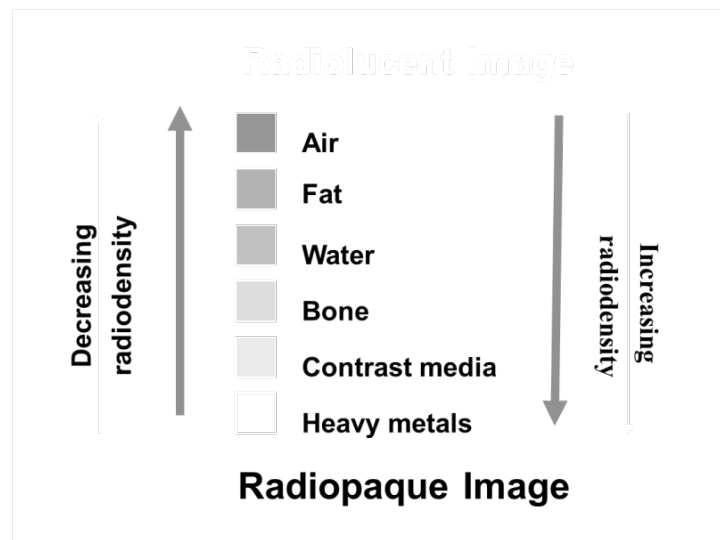 Radiolucent Image
Decreasing
radiodensity
Air
Fat
Water
Bone
Contrast media
Heavy metals
Increasing
radiodensity
Radiopaque Image